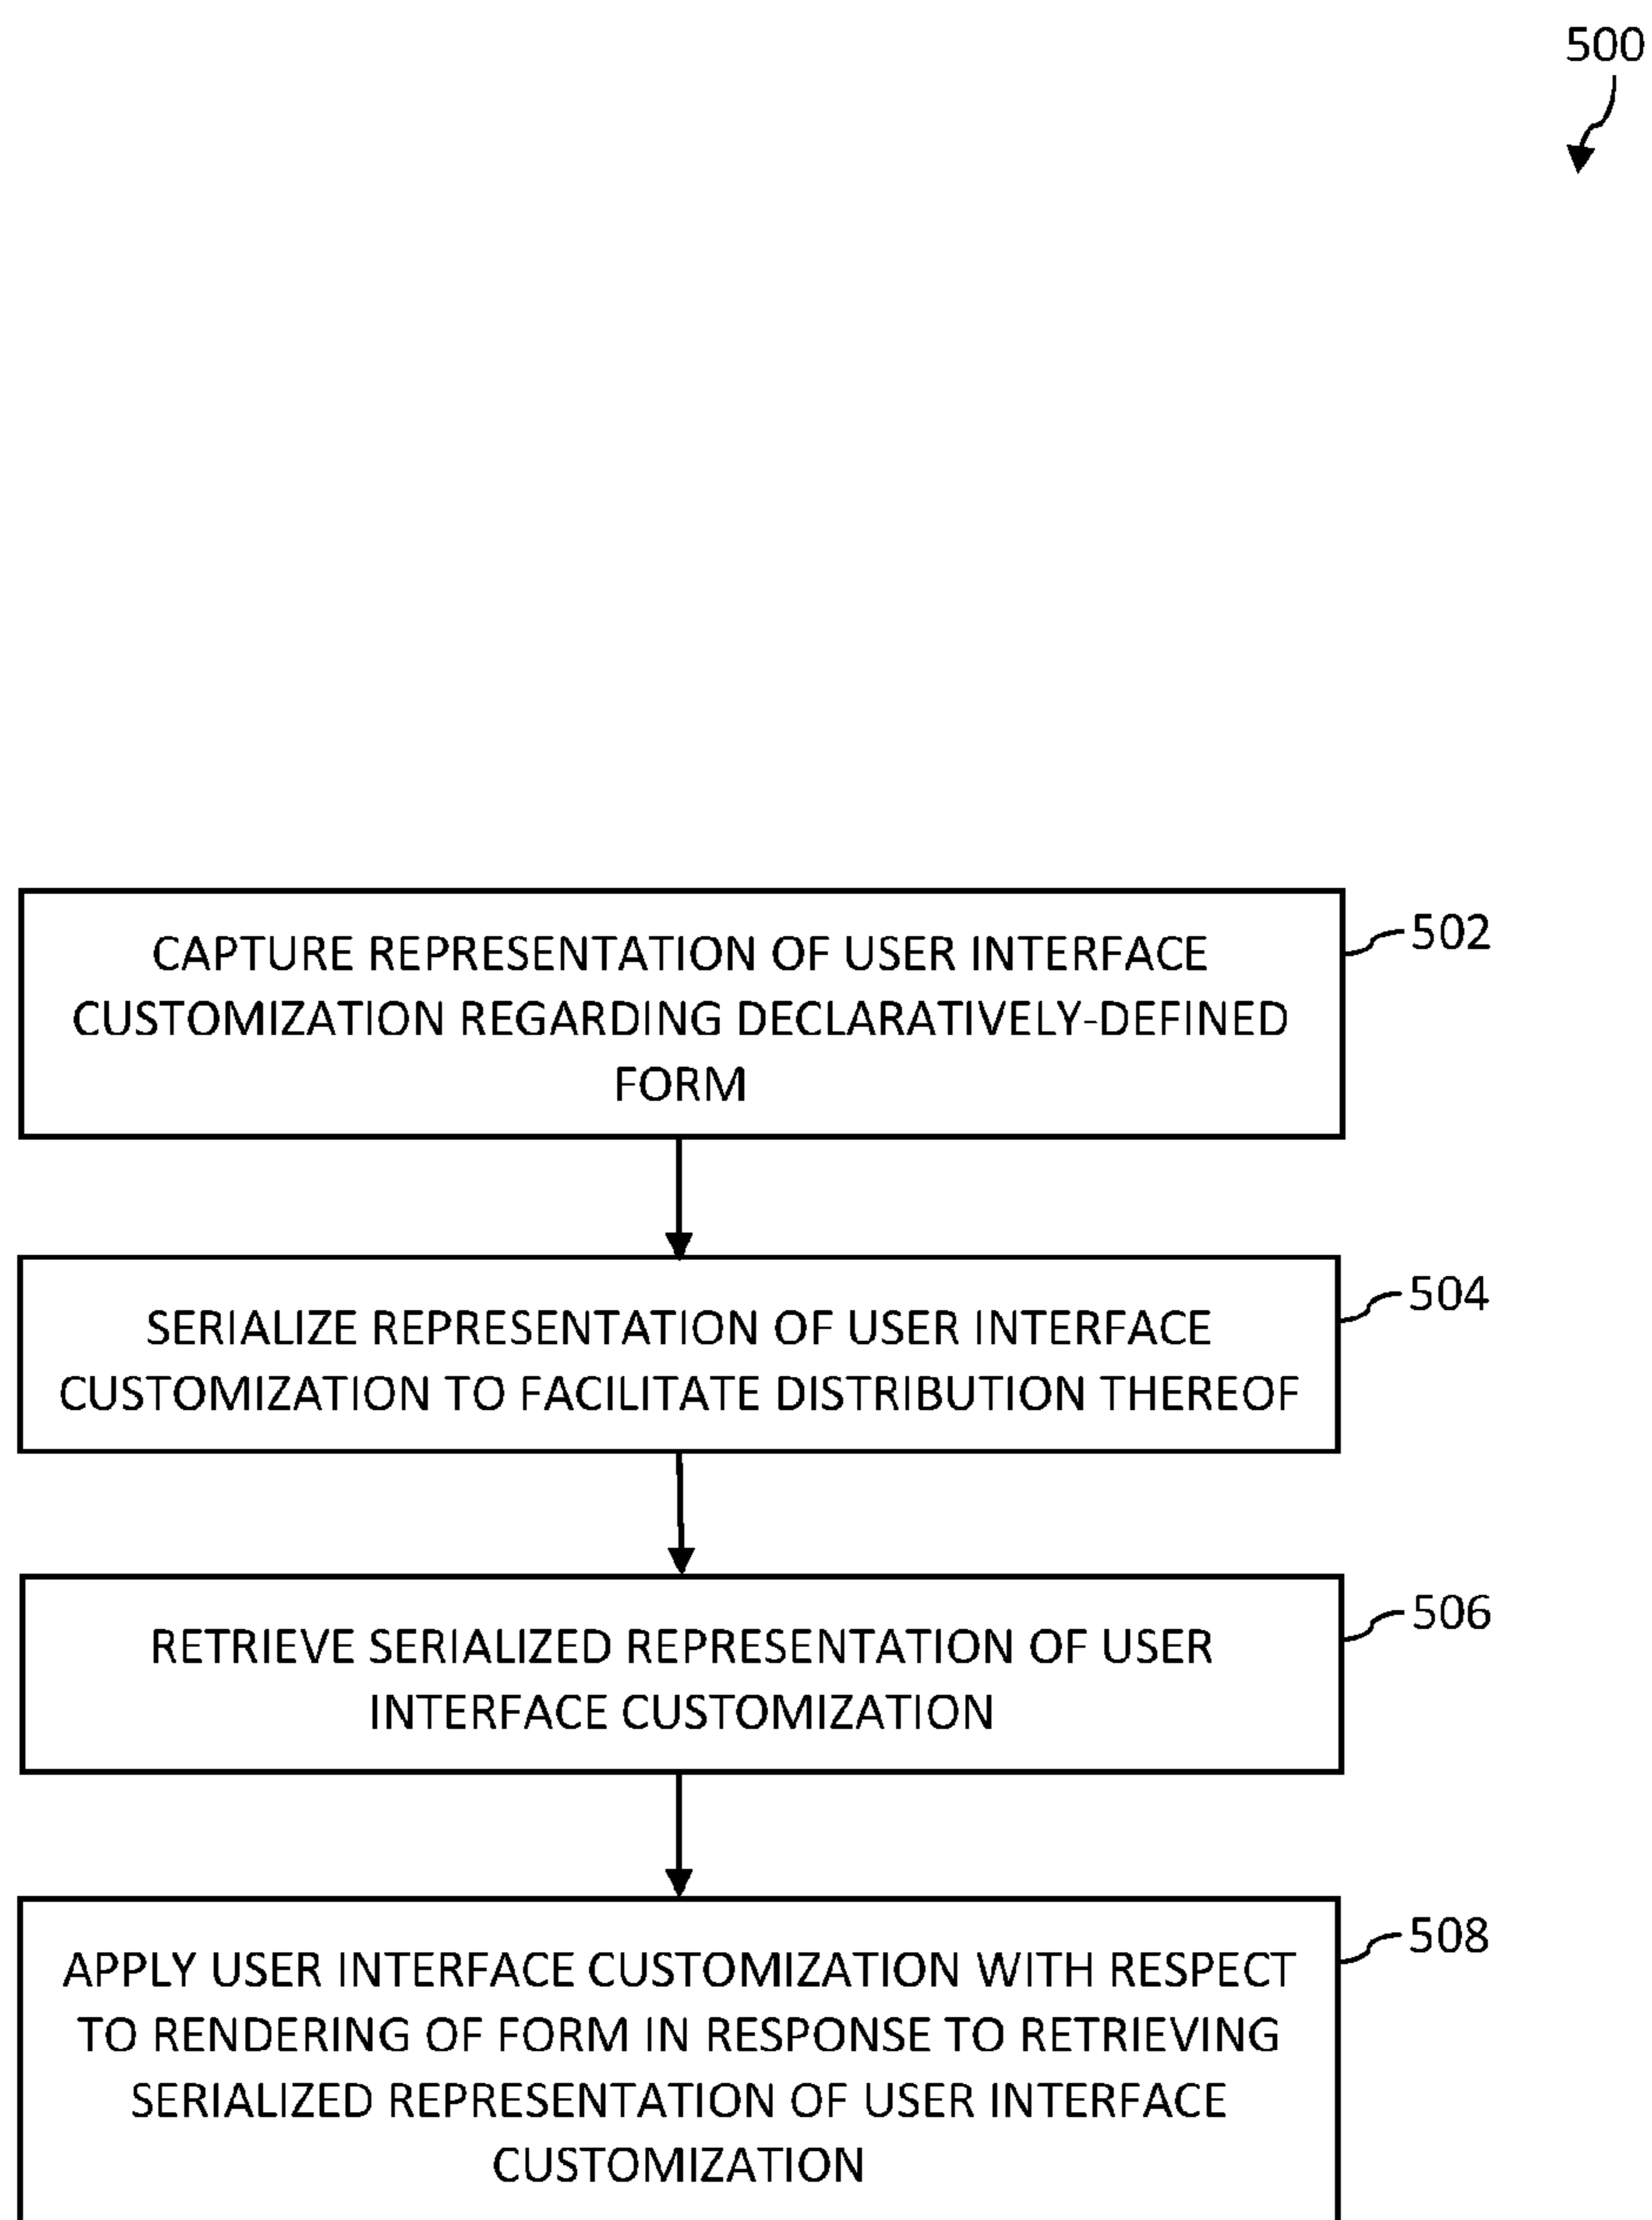 500
CAPTURE REPRESENTATION OF USER INTERFACE
CUSTOMIZATION REGARDING DECLARATIVELY-DEFINED
FORM
502
SERIALIZE REPRESENTATION OF USER INTERFACE
CUSTOMIZATION TO FACILITATE DISTRIBUTION THEREOF
504
RETRIEVE SERIALIZED REPRESENTATION OF USER
INTERFACE CUSTOMIZATION
506
APPLY USER INTERFACE CUSTOMIZATION WITH RESPECT
TO RENDERING OF FORM IN RESPONSE TO RETRIEVING
SERIALIZED REPRESENTATION OF USER INTERFACE
CUSTOMIZATION
508